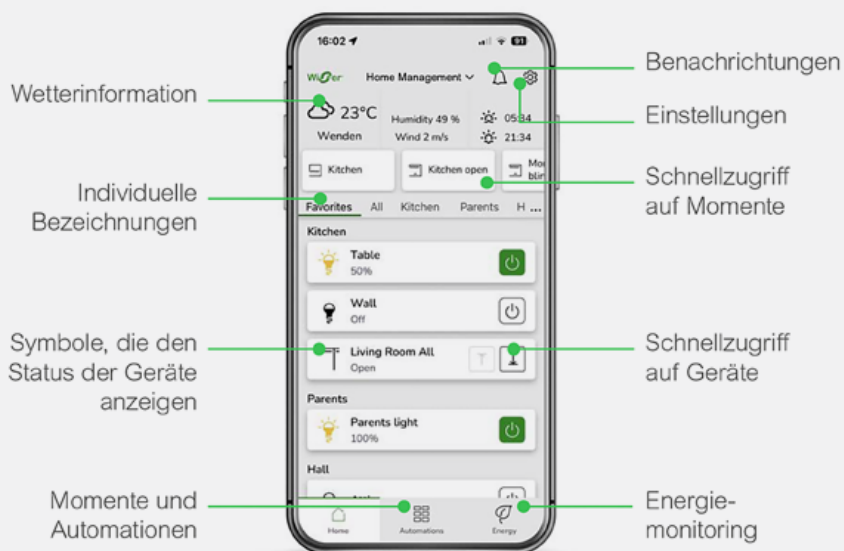 16:02
91
Wiser
Home Management
Benachrichtungen
Einstellungen
Wetterinformation
23°C
Wenden
Humidity 49 %
Wind 2 m/s
05:34
21:34
Kitchen
Kitchen open
Schnellzugriff
auf Momente
Individuelle
Bezeichnungen
Favorites All Kitchen Parents H ...
Kitchen
Table
50%
Wall
Off
Symbole, die den
Status der Geräte
anzeigen
Living Room All
Open
Schnellzugriff
auf Geräte
Parents
Parents light
100%
Hall
Momente und
Automationen
Home Automations Energy
Energie-
monitoring